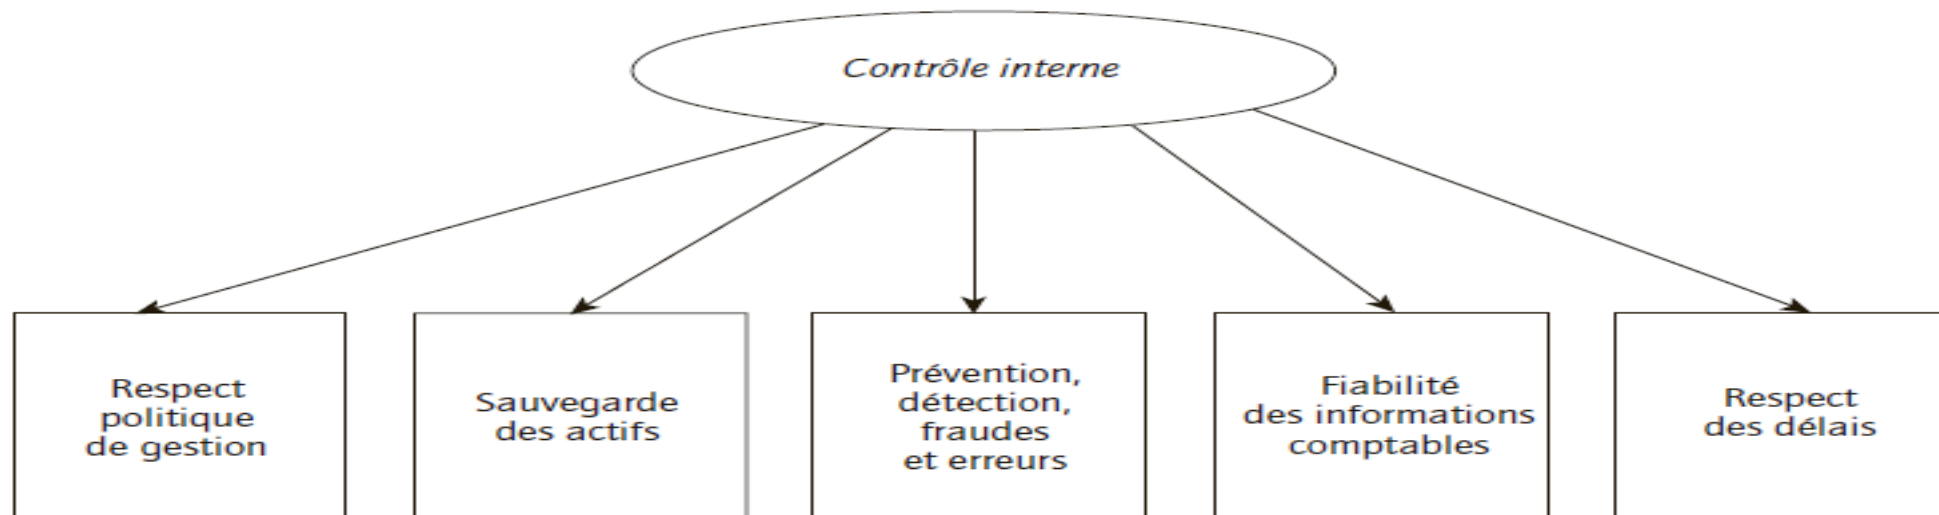 Contrôle interne
Respect
politique
de gestion
Sauvegarde
des actifs
Prévention,
détection,
fraudes
et erreurs
Fiabilité
des informations
comptables
Respect
des délais